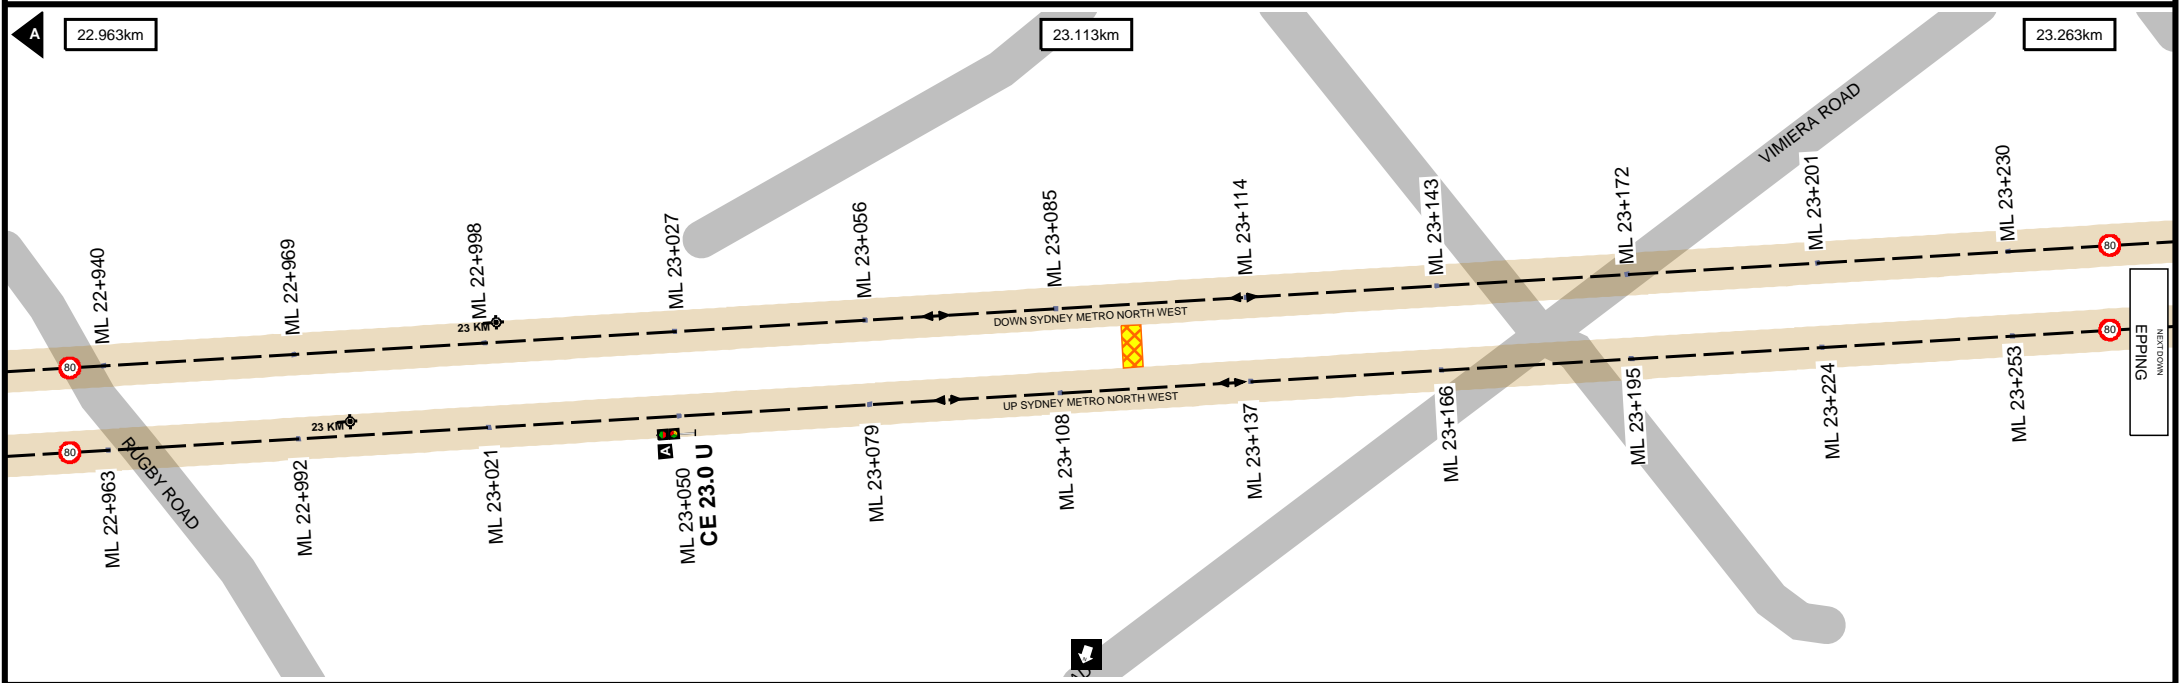 A
22.963km
23.113km
23.263km
VIMIERA ROAD
ML 22+940
ML 22+969
ML 22+998
ML 23+027
ML 23+056
ML 23+085
ML 23+114
ML 23+143
ML 23+172
ML 23+201
ML 23+230
23 KM
DOWN SYDNEY METRO NORTH WEST
80
80
23 KM
UP SYDNEY METRO NORTH WEST
80
80
NEXT DOWN
EPPING
RUGBY ROAD
A
CE 23.0 U
ML 22+963
ML 22+992
ML 23+021
ML 23+050
ML 23+079
ML 23+108
ML 23+137
ML 23+166
ML 23+195
ML 23+224
ML 23+253